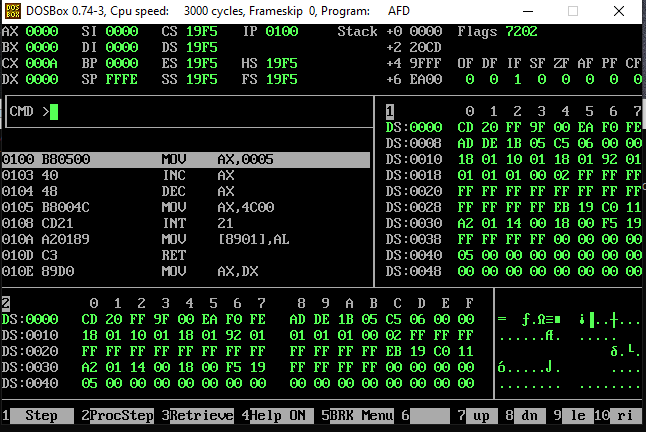 DOSBox 0.74-3, Cpu speed:    3000 cycles, Frameskip  0, Program:     AFD
AX 0000  SI 0000  CS 19F5  IP 0100    Stack +0 0000  Flags 7202
BX 0000  DI 0000  DS 19F5                   +2 20CD
CX 000A  BP 0000  ES 19F5  HS 19F5          +4 9FFF  OF DF IF SF ZF AF PF CF
DX 0000  SP FFFE  SS 19F5  FS 19F5          +6 EA00   0  0  1  0  0  0  0  0
CMD >
1  0  1  2  3  4  5  6  7
DS:0000  CD 20 FF 9F 00 EA F0 FE
DS:0008  AD DE 1B 05 C5 06 00 00
0100 B80500  MOV  AX,0005  DS:0010  18 01 10 01 18 01 92 01
0103 40  INC  AX  DS:0018  01 01 01 00 02 FF FF FF
0104 48  DEC  AX  DS:0020  FF FF FF FF FF FF FF FF
0105 B8004C  MOV  AX,4C00  DS:0028  FF FF FF FF EB 19 C0 11
0108 CD21  INT  21  DS:0030  A2 01 14 00 18 00 F5 19
010A A20189  MOV  [8901],AL  DS:0038  FF FF FF FF 00 00 00 00
010D C3  RET  DS:0040  05 00 00 00 00 00 00 00
010E 89D0  MOV  AX,DX  DS:0048  00 00 00 00 00 00 00 00
2  0  1  2  3  4  5  6  7   8  9  A  B  C  D  E  F
DS:0000  CD 20 FF 9F 00 EA F0 FE  AD DE 1B 05 C5 06 00 00  =  ƒ.Ω≡■  ¡▐..┼...
DS:0010  18 01 10 01 18 01 92 01  01 01 01 00 02 FF FF FF  ......ff.  .......
DS:0020  FF FF FF FF FF FF FF FF  FF FF FF FF EB 19 C0 11  δ.└.
DS:0030  A2 01 14 00 18 00 F5 19  FF FF FF FF 00 00 00 00  ó.....J.  ....
DS:0040  05 00 00 00 00 00 00 00  00 00 00 00 00 00 00 00  ........ ........
1 Step  2ProcStep  3Retrieve  4Help ON  5BRK Menu  6  7 up  8 dn  9 le  10 ri